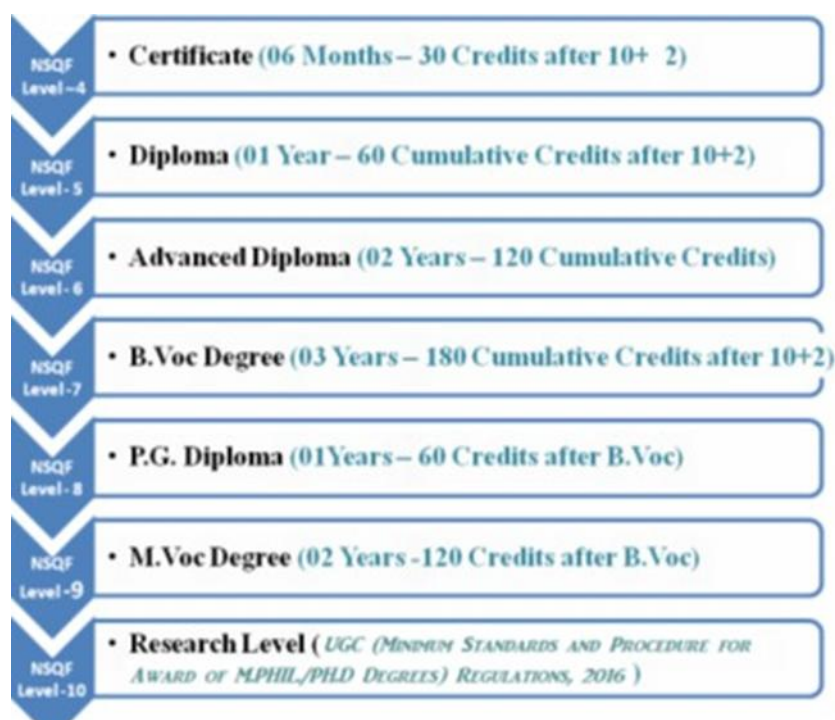 NSQF
Level-4
• Certificate (06 Months– 30 Credits after 10+ 2)
NSQF
Level-5
• Diploma (01 Year– 60 Cumulative Credits after 10+2)
NSQF
Level-6
• Advanced Diploma (02 Years– 120 Cumulative Credits)
NSQF
Level-7
• B.Voc Degree (03 Years– 180 Cumulative Credits after 10+2)
NSQF
Level-8
• P.G. Diploma (01Years– 60 Credits after B.Voc)
NSQF
Level-9
• M.Voc Degree (02 Years -120 Credits after B.Voc)
NSQF
Level-10
• Research Level ( UGC (MINIMUM STANDARDS AND PROCEDURE FOR
AWARD OF M.PHIL./PH.D DEGREES) REGULATIONS, 2016 )